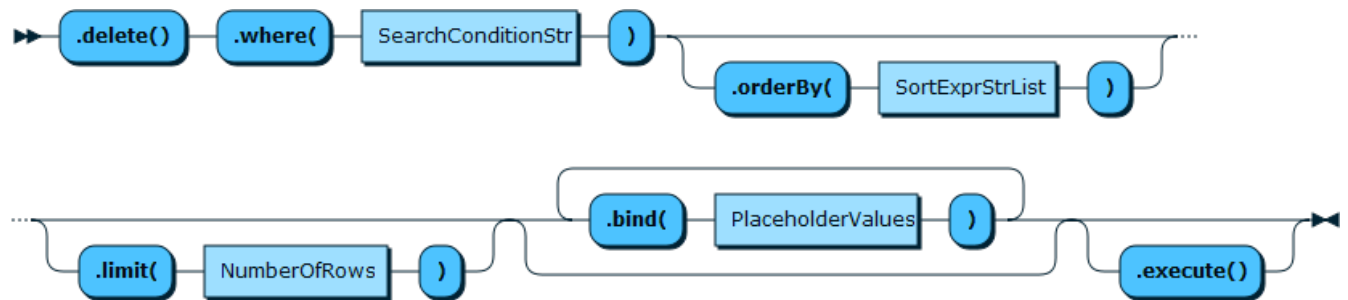 .delete() .where( SearchConditionStr )
.orderBy( SortExprStrList )
.bind( PlaceholderValues )
.limit( NumberOfRows ) .execute()